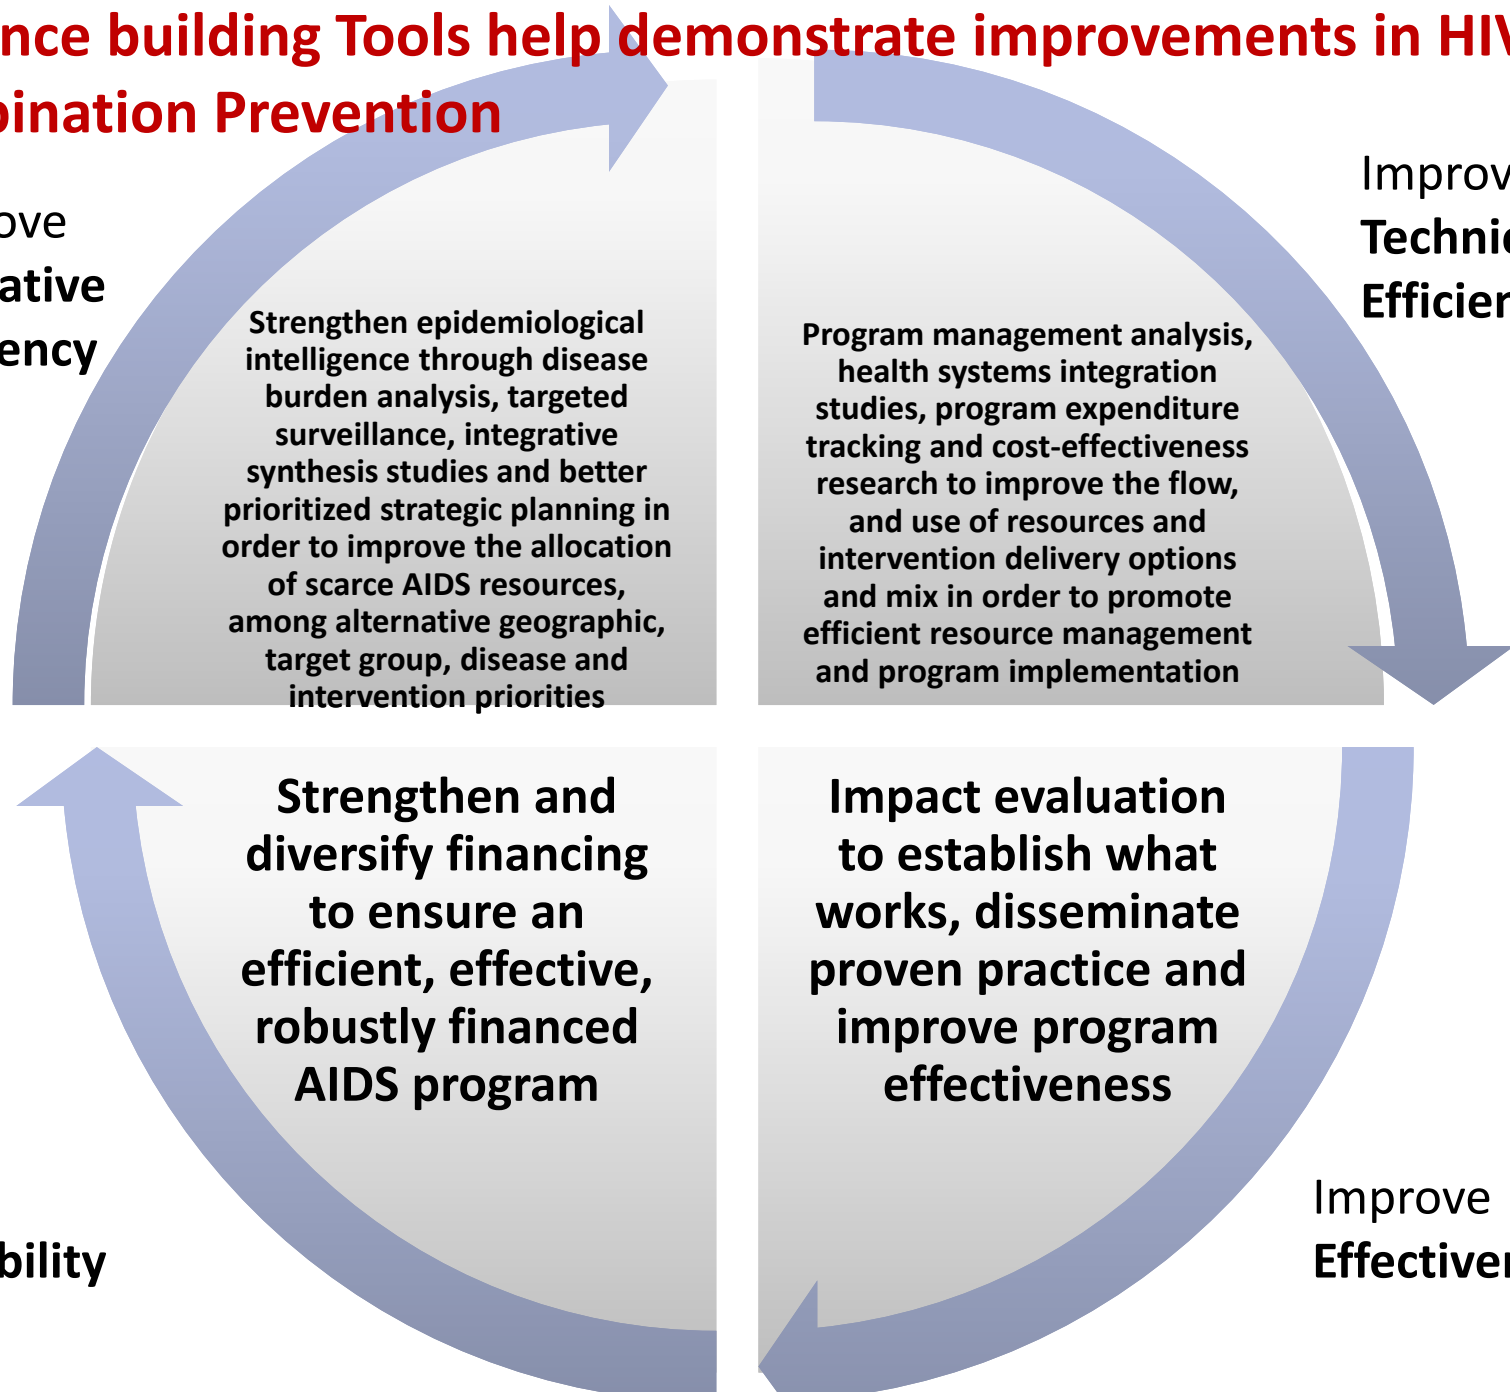 nce building Tools help demonstrate improvements in HIV
bination Prevention
ove
ative
ency
Strengthen epidemiological
intelligence through disease
burden analysis, targeted
surveillance, integrative
synthesis studies and better
prioritized strategic planning in
order to improve the allocation
of scarce AIDS resources,
among alternative geographic,
target group, disease and
intervention priorities
Improv
Technic
Efficien
Program management analysis,
health systems integration
studies, program expenditure
tracking and cost-effectiveness
research to improve the flow,
and use of resources and
intervention delivery options
and mix in order to promote
efficient resource management
and program implementation
Strengthen and
diversify financing
to ensure an
efficient, effective,
robustly financed
AIDS program
bility
Impact evaluation
to establish what
works, disseminate
proven practice and
improve program
effectiveness
Improve
Effectiven